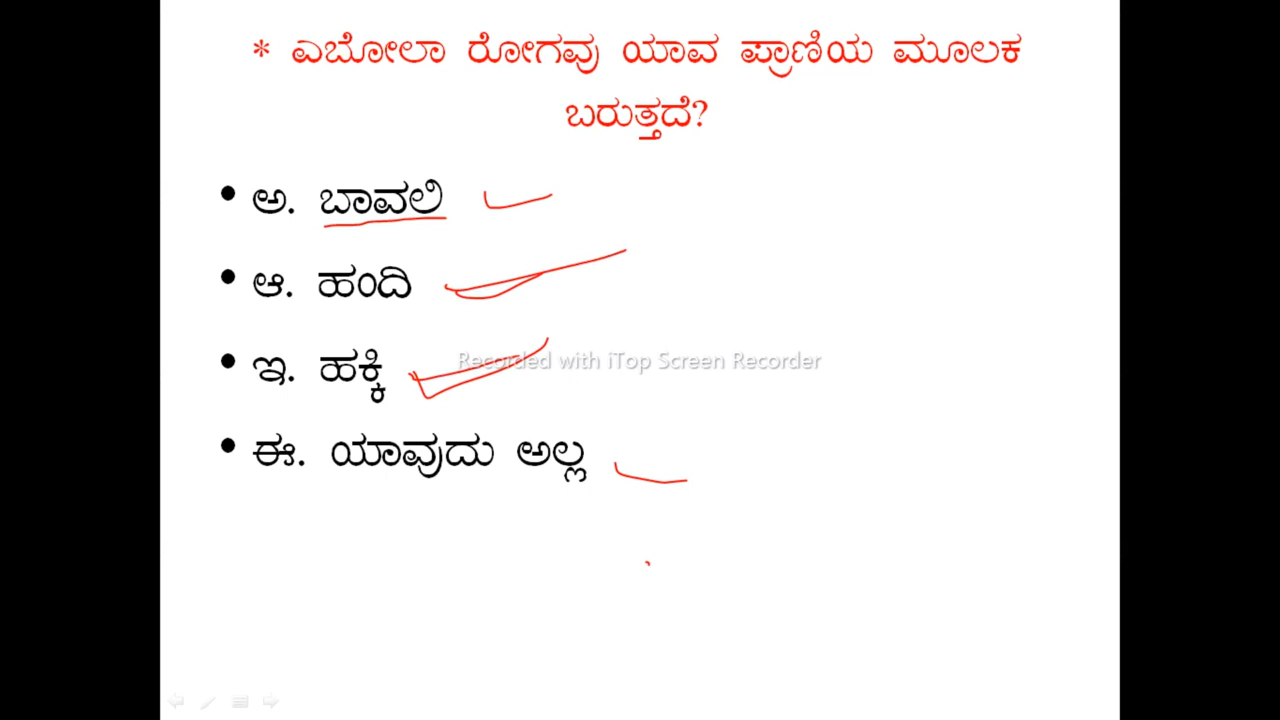 * ಎಬೋಲಾ ರೋಗವು ಯಾವ ಪ್ರಾಣಿಯ ಮೂಲಕ
ಬರುತ್ತದೆ?
• ಅ. ಬಾವಲಿ
• ಆ. ಹಂದಿ
• ಇ. ಹಕ್ಕಿ
Recorded with iTop Screen Recorder
• ಈ. ಯಾವುದು ಅಲ್ಲ